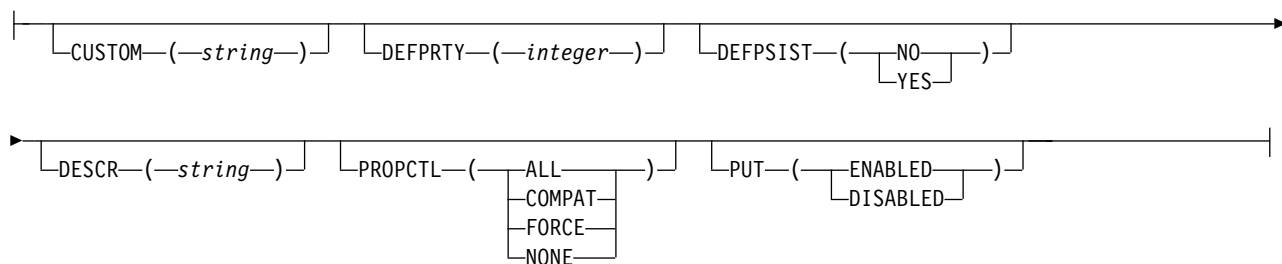 CUSTOM ( string ) DEFPRTY ( integer ) DEFPSIST ( NO )
YES
DESCR ( string ) PROPCTL ( ALL ) PUT ( ENABLED )
COMPAT DISABLED
FORCE
NONE